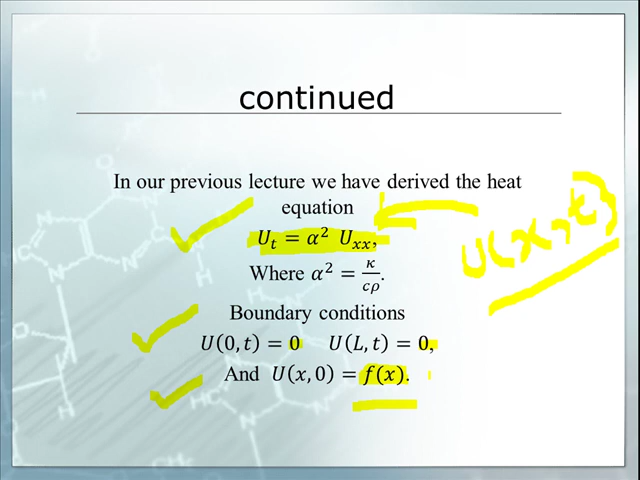 continued
In our previous lecture we have derived the heat
equation
U_t = α² U_xx,
Where α² = κ/cρ.
Boundary conditions
U(0, t) = 0 U(L, t) = 0,
And U(x, 0) = f(x).
U(x,t)